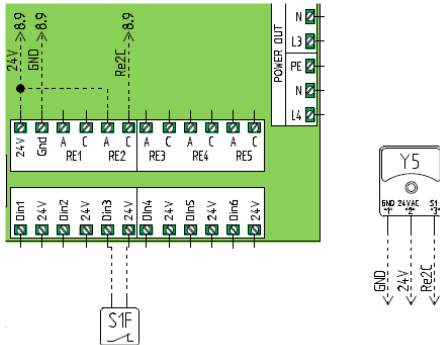 24V >>8.9
GND >>8.9
Re2C >>8.9
POWER OUT
N
L3
PE
N
L4
24V Gnd A C A C A C A C A C
RE1 RE2 RE3 RE4 RE5
Din1 24V Din2 24V Din3 24V DIn4 24V Din5 24V Din6 24V
S1F
Y5
GND 24VAC S1
1 2 3
GND
24V
Re2C